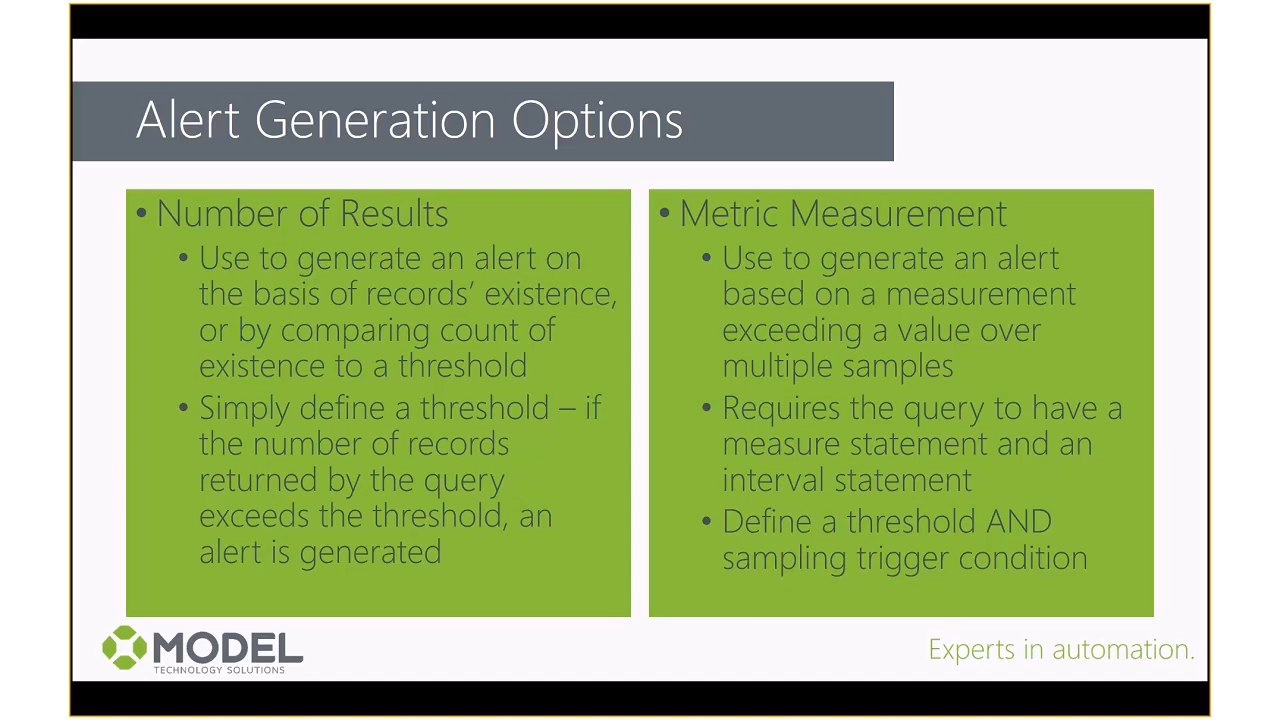 Alert Generation Options
• Number of Results
• Use to generate an alert on
the basis of records’ existence,
or by comparing count of
existence to a threshold
• Simply define a threshold – if
the number of records
returned by the query
exceeds the threshold, an
alert is generated
• Metric Measurement
• Use to generate an alert
based on a measurement
exceeding a value over
multiple samples
• Requires the query to have a
measure statement and an
interval statement
• Define a threshold AND
sampling trigger condition
MODEL
TECHNOLOGY SOLUTIONS
Experts in automation.